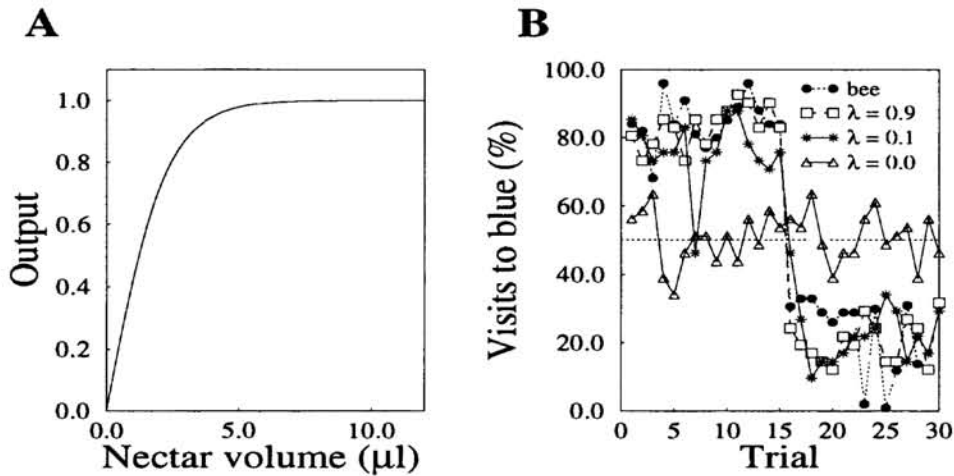 A
Output
1.0
0.8
0.6
0.4
0.2
0.0
0.0 5.0 10.0
Nectar volume (μl)
B
Visits to blue (%)
100.0
80.0
60.0
40.0
20.0
0.0
bee
λ = 0.9
λ = 0.1
λ = 0.0
0 5 10 15 20 25 30
Trial